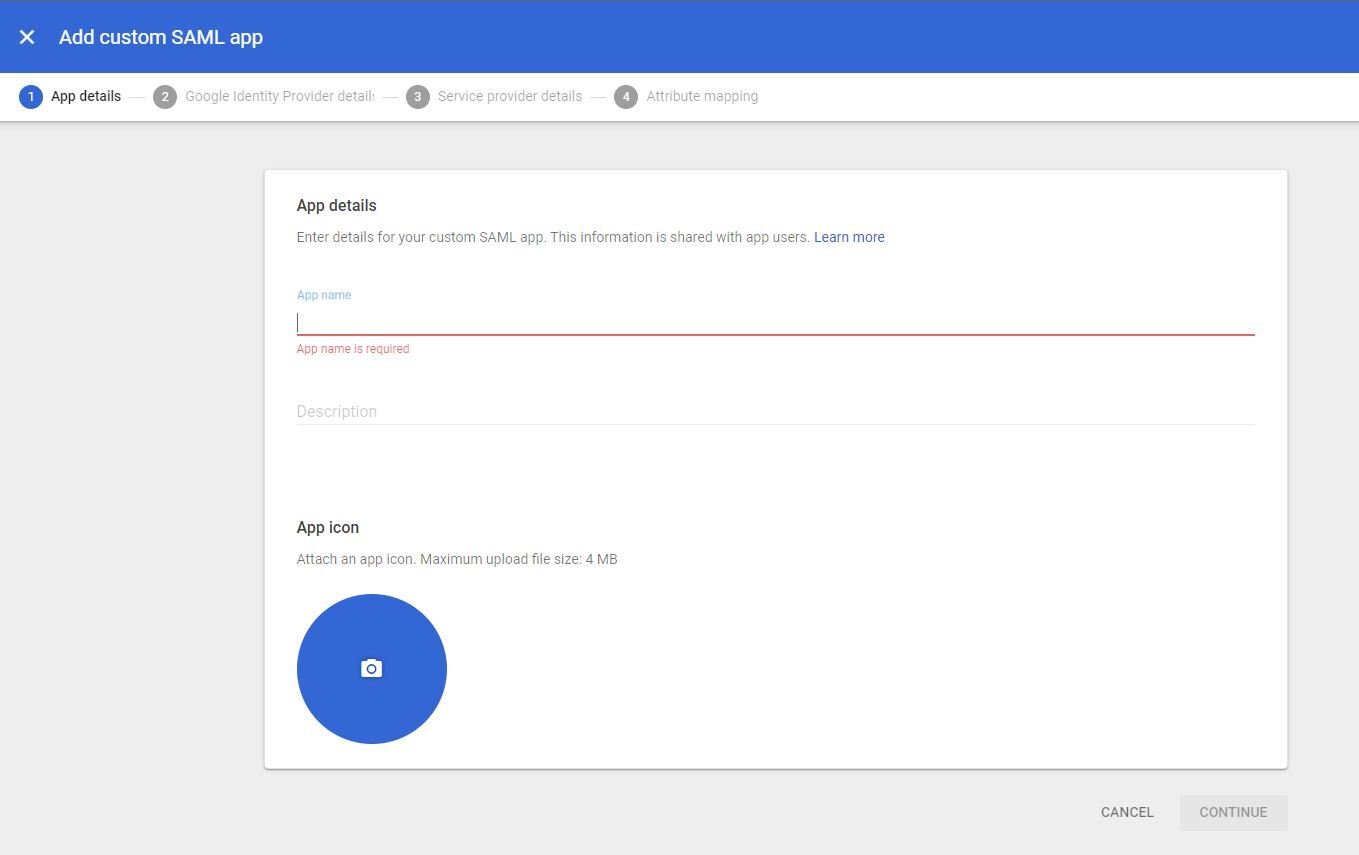 Add custom SAML app
1 App details 2 Google Identity Provider details 3 Service provider details 4 Attribute mapping
App details
Enter details for your custom SAML app. This information is shared with app users. Learn more
App name
App name is required
Description
App icon
Attach an app icon. Maximum upload file size: 4 MB
CANCEL CONTINUE